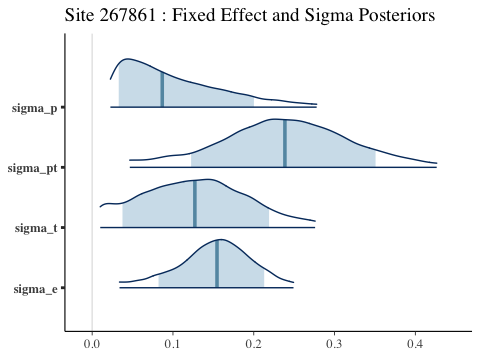 Site 267861 : Fixed Effect and Sigma Posteriors
sigma_p
sigma_pt
sigma_t
sigma_e
0.0 0.1 0.2 0.3 0.4